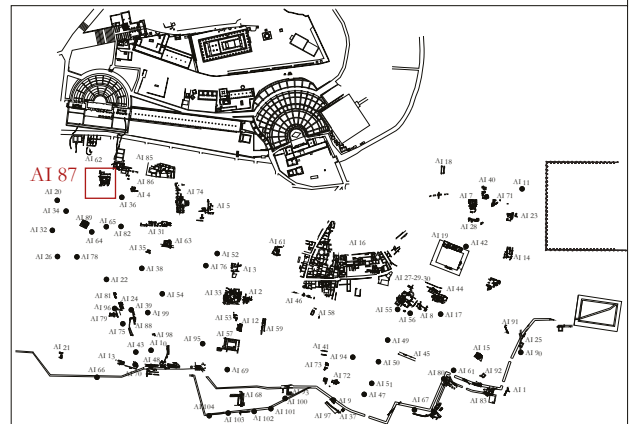 AI 62
AI 85
AI 87
AI 86
AI 4
AI 74
AI 18
AI 40
AI 11
AI 20
AI 36
AI 5
AI 7
AI 71
AI 34
AI 89
AI 65
AI 23
AI 32
AI 64
AI 82
AI 31
AI 28
AI 63
AI 19
AI 42
AI 35
AI 61
AI 16
AI 52
AI 14
AI 26
AI 78
AI 38
AI 76
AI 3
AI 22
AI 27-29, 30
AI 81
AI 54
AI 33
AI 2
AI 46
AI 44
AI 96
AI 24
AI 39
AI 79
AI 99
AI 53
AI 12
AI 58
AI 55
AI 56
AI 8
AI 17
AI 75
AI 88
AI 59
AI 91
AI 98
AI 95
AI 57
AI 49
AI 25
AI 21
AI 43
AI 10
AI 41
AI 94
AI 45
AI 15
AI 90
AI 13
AI 48
AI 73
AI 50
AI 66
AI 70
AI 69
AI 72
AI 51
AI 80
AI 61
AI 92
AI 68
AI 47
AI 83
AI 1
AI 100
AI 9
AI 104
AI 103
AI 102
AI 101
AI 97
AI 37
AI 67